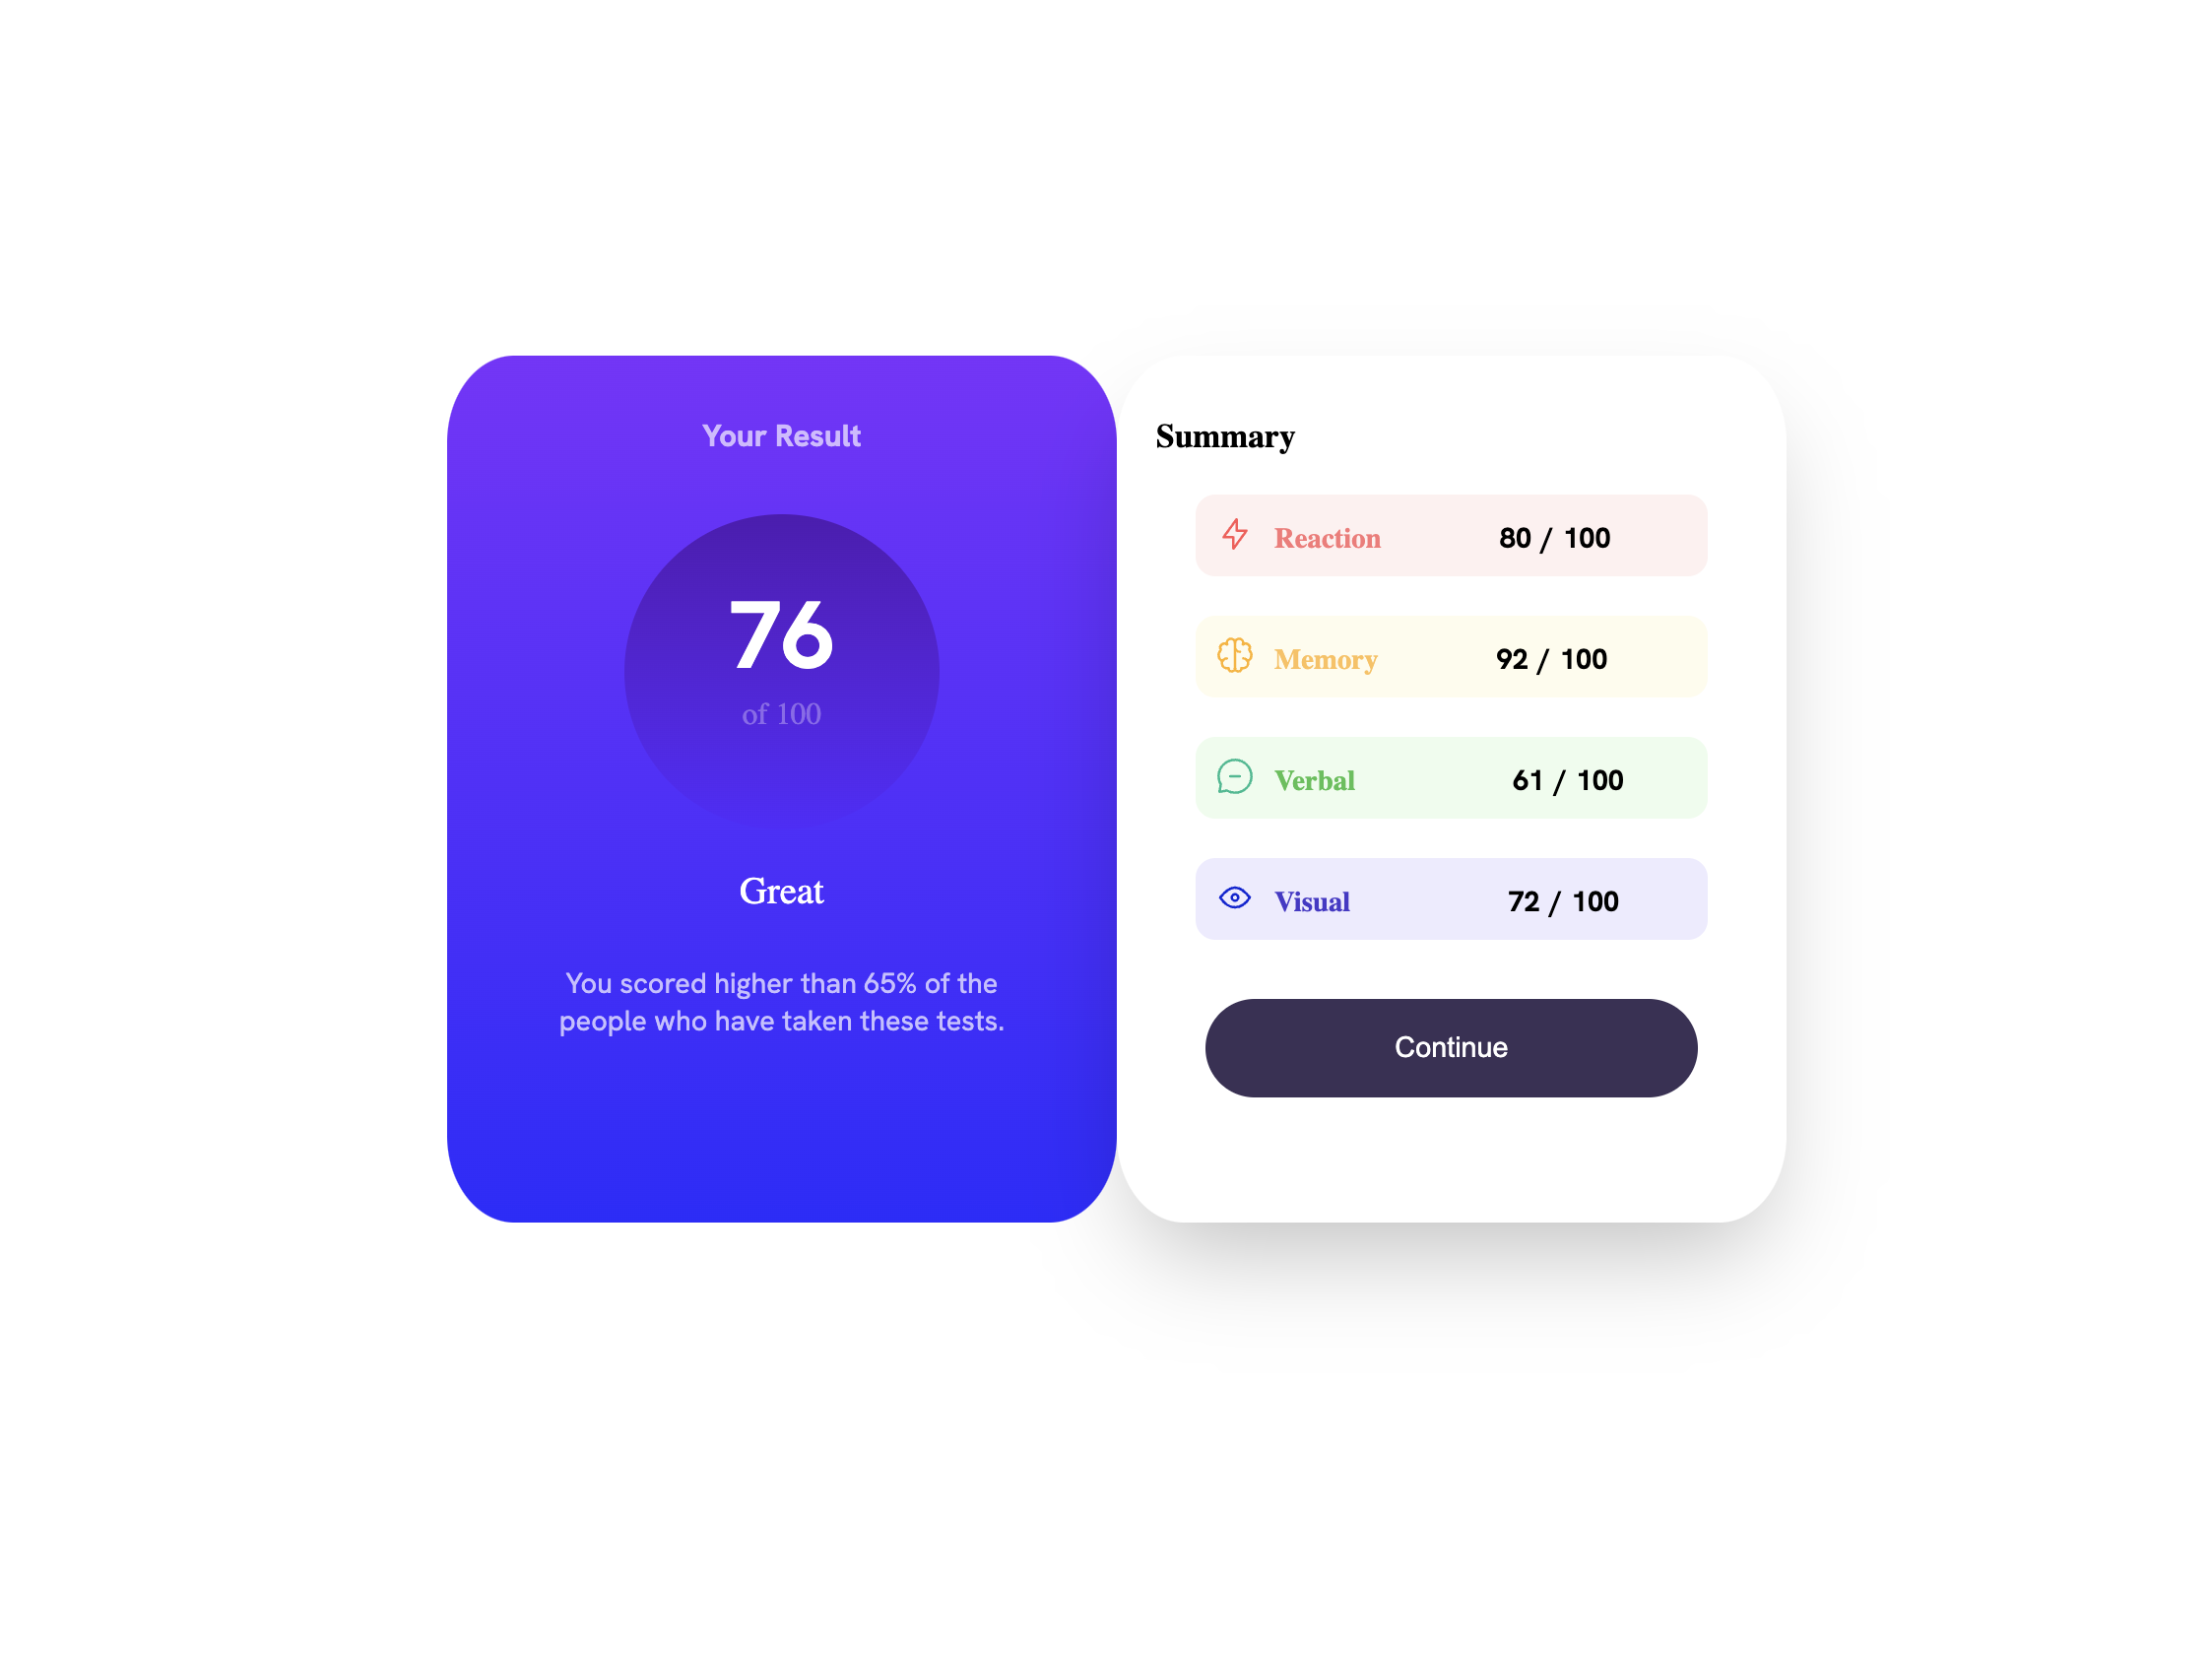 Your Result
76
of 100
Great
You scored higher than 65% of the
people who have taken these tests.
Summary
Reaction 80 / 100
Memory 92 / 100
Verbal 61 / 100
Visual 72 / 100
Continue